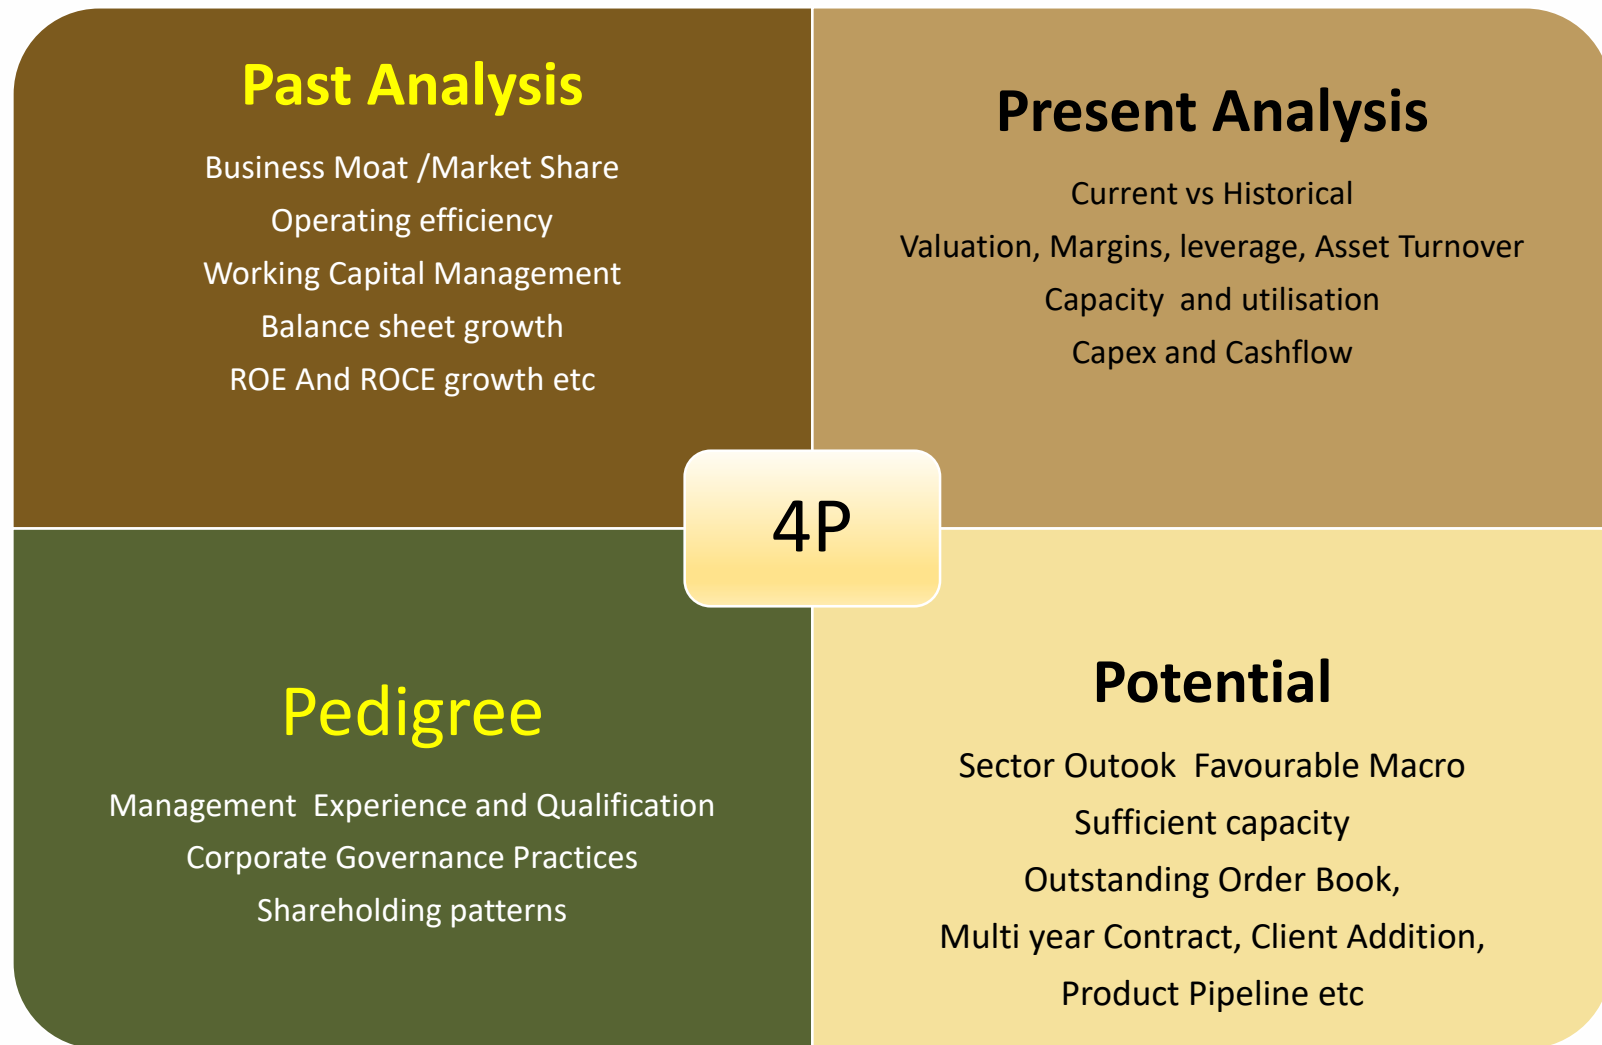 Past Analysis
Business Moat /Market Share
Operating efficiency
Working Capital Management
Balance sheet growth
ROE And ROCE growth etc
Present Analysis
Current vs Historical
Valuation, Margins, leverage, Asset Turnover
Capacity  and utilisation
Capex and Cashflow
4P
Pedigree
Management  Experience and Qualification
Corporate Governance Practices
Shareholding patterns
Potential
Sector Outook  Favourable Macro
Sufficient capacity
Outstanding Order Book,
Multi year Contract, Client Addition,
Product Pipeline etc